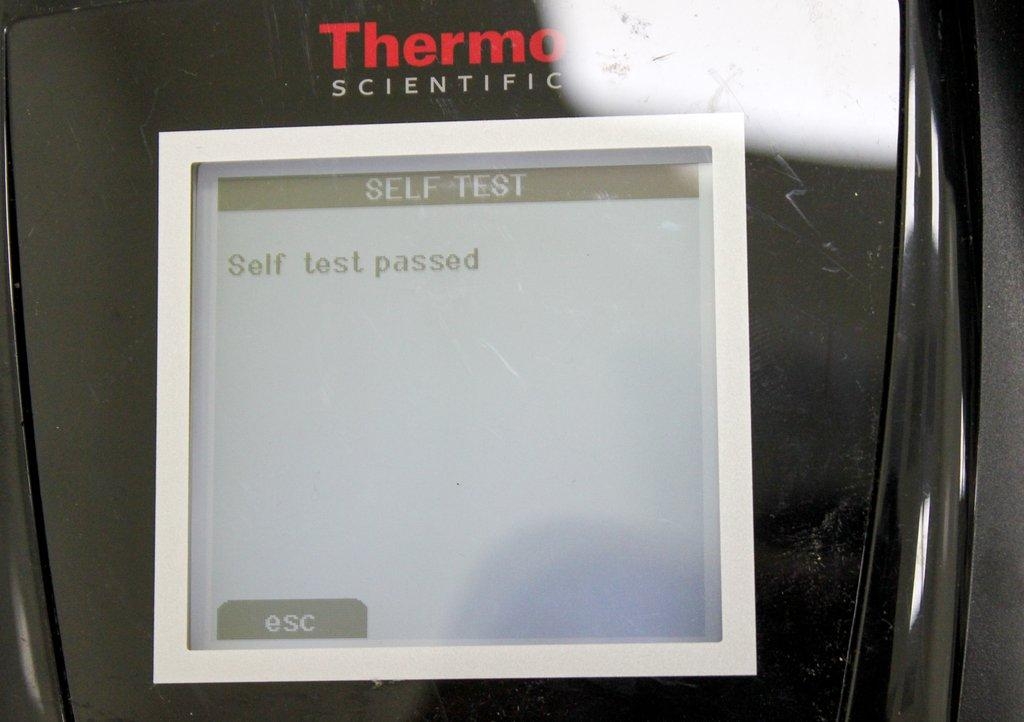 Thermo
SCIENTIFIC
SELF TEST
Self test passed
esc